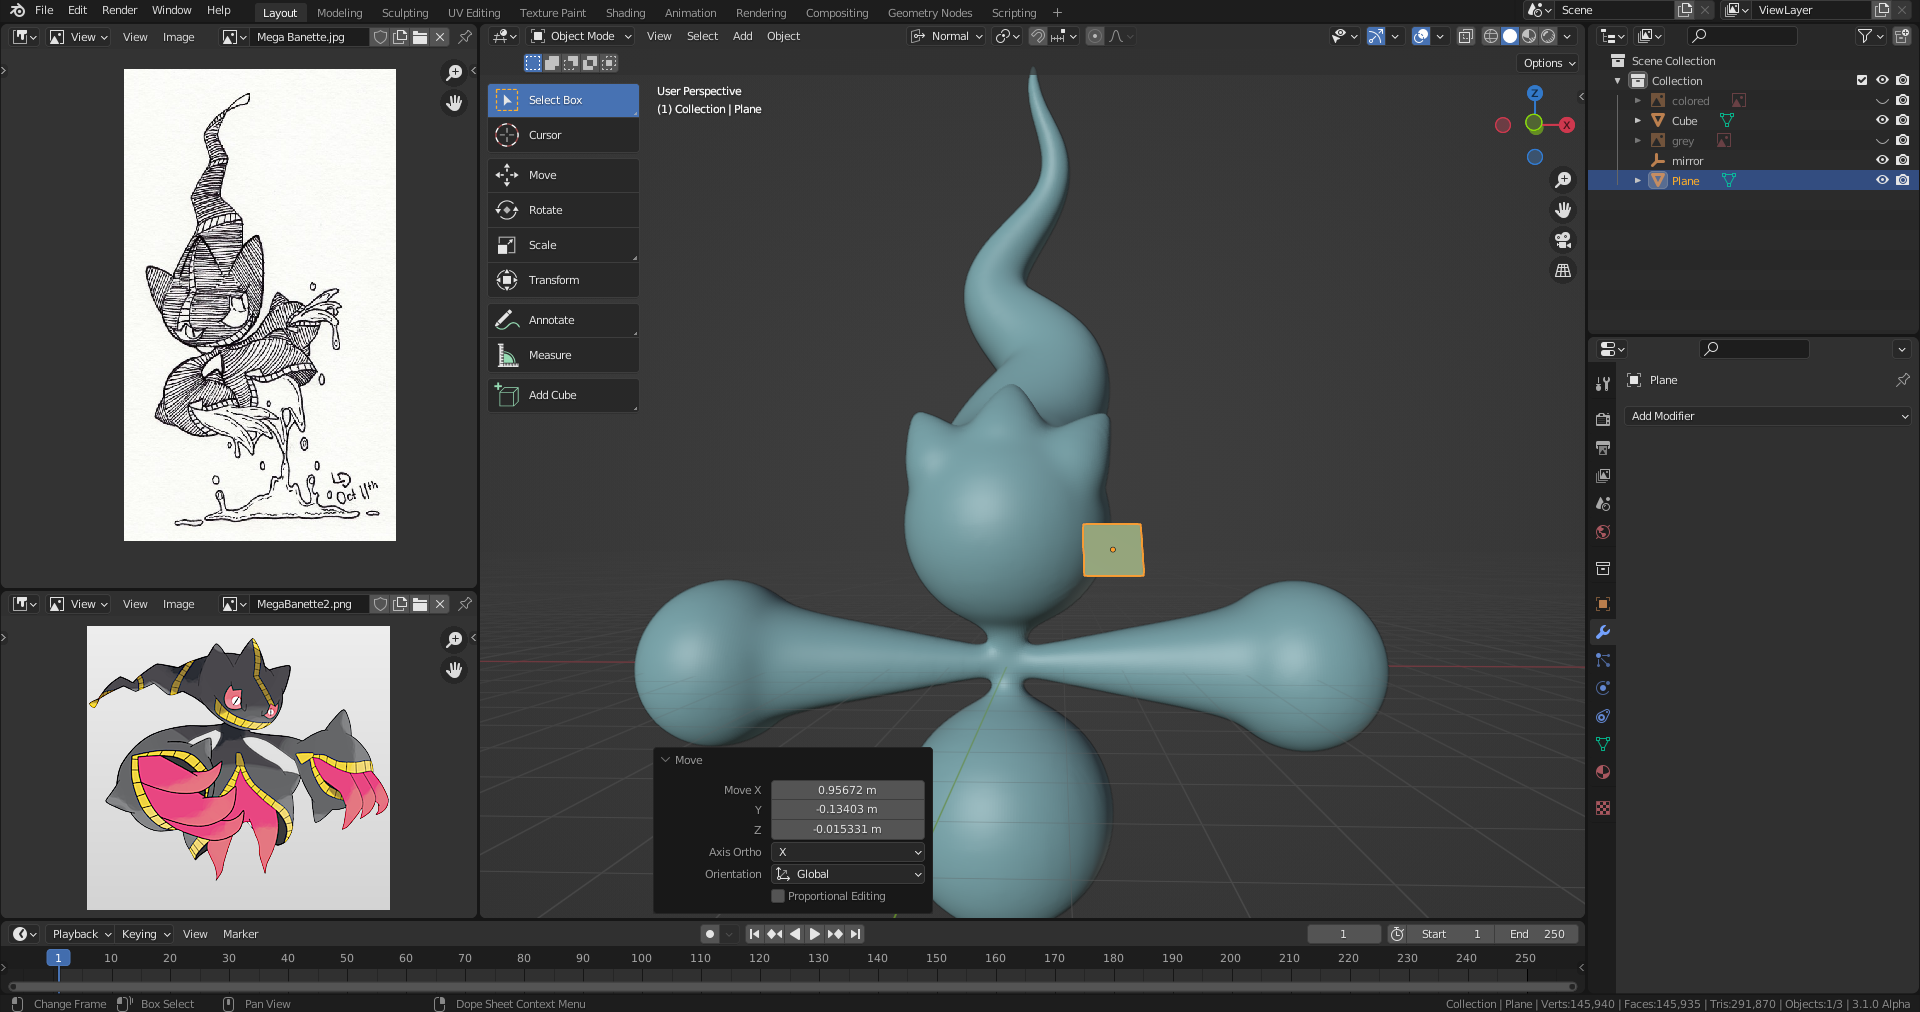 File Edit Render Window Help Layout Modeling Sculpting UV Editing Texture Paint Shading Animation Rendering Compositing Geometry Nodes Scripting + Scene ViewLayer
View View Image Mega Banette.jpg
Object Mode View Select Add Object Normal
Options
Select Box
Cursor
Move
Rotate
Scale
Transform
Annotate
Measure
Add Cube
User Perspective
(1) Collection | Plane
Z
X
LD
Oct 11th
View View Image MegaBanette2.png
Move
Move X 0.95672 m
Y -0.13403 m
Z -0.015331 m
Axis Ortho X
Orientation Global
Proportional Editing
Scene Collection
Collection
colored
Cube
grey
mirror
Plane
Plane
Add Modifier
Playback Keying View Marker 1 Start 1 End 250
1 10 20 30 40 50 60 70 80 90 100 110 120 130 140 150 160 170 180 190 200 210 220 230 240 250
Change Frame Box Select Pan View Dope Sheet Context Menu Collection | Plane | Verts:145,940 | Faces:145,935 | Tris:291,870 | Objects:1/3 | 3.1.0 Alpha